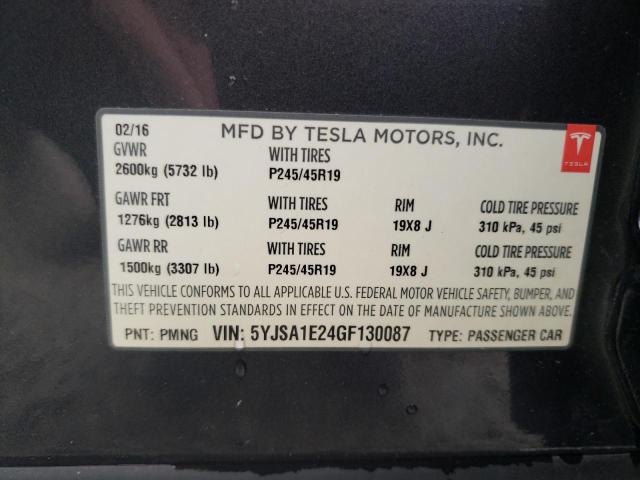 02/16 MFD BY TESLA MOTORS, INC.
TESLA
GVWR WITH TIRES
2600kg (5732 lb) P245/45R19
GAWR FRT WITH TIRES RIM COLD TIRE PRESSURE
1276kg (2813 lb) P245/45R19 19X8 J 310 kPa, 45 psi
GAWR RR WITH TIRES RIM COLD TIRE PRESSURE
1500kg (3307 lb) P245/45R19 19X8 J 310 kPa, 45 psi
THIS VEHICLE CONFORMS TO ALL APPLICABLE U.S. FEDERAL MOTOR VEHICLE SAFETY, BUMPER, AND
THEFT PREVENTION STANDARDS IN EFFECT ON THE DATE OF MANUFACTURE SHOWN ABOVE.
PNT: PMNG VIN: 5YJSA1E24GF130087 TYPE: PASSENGER CAR